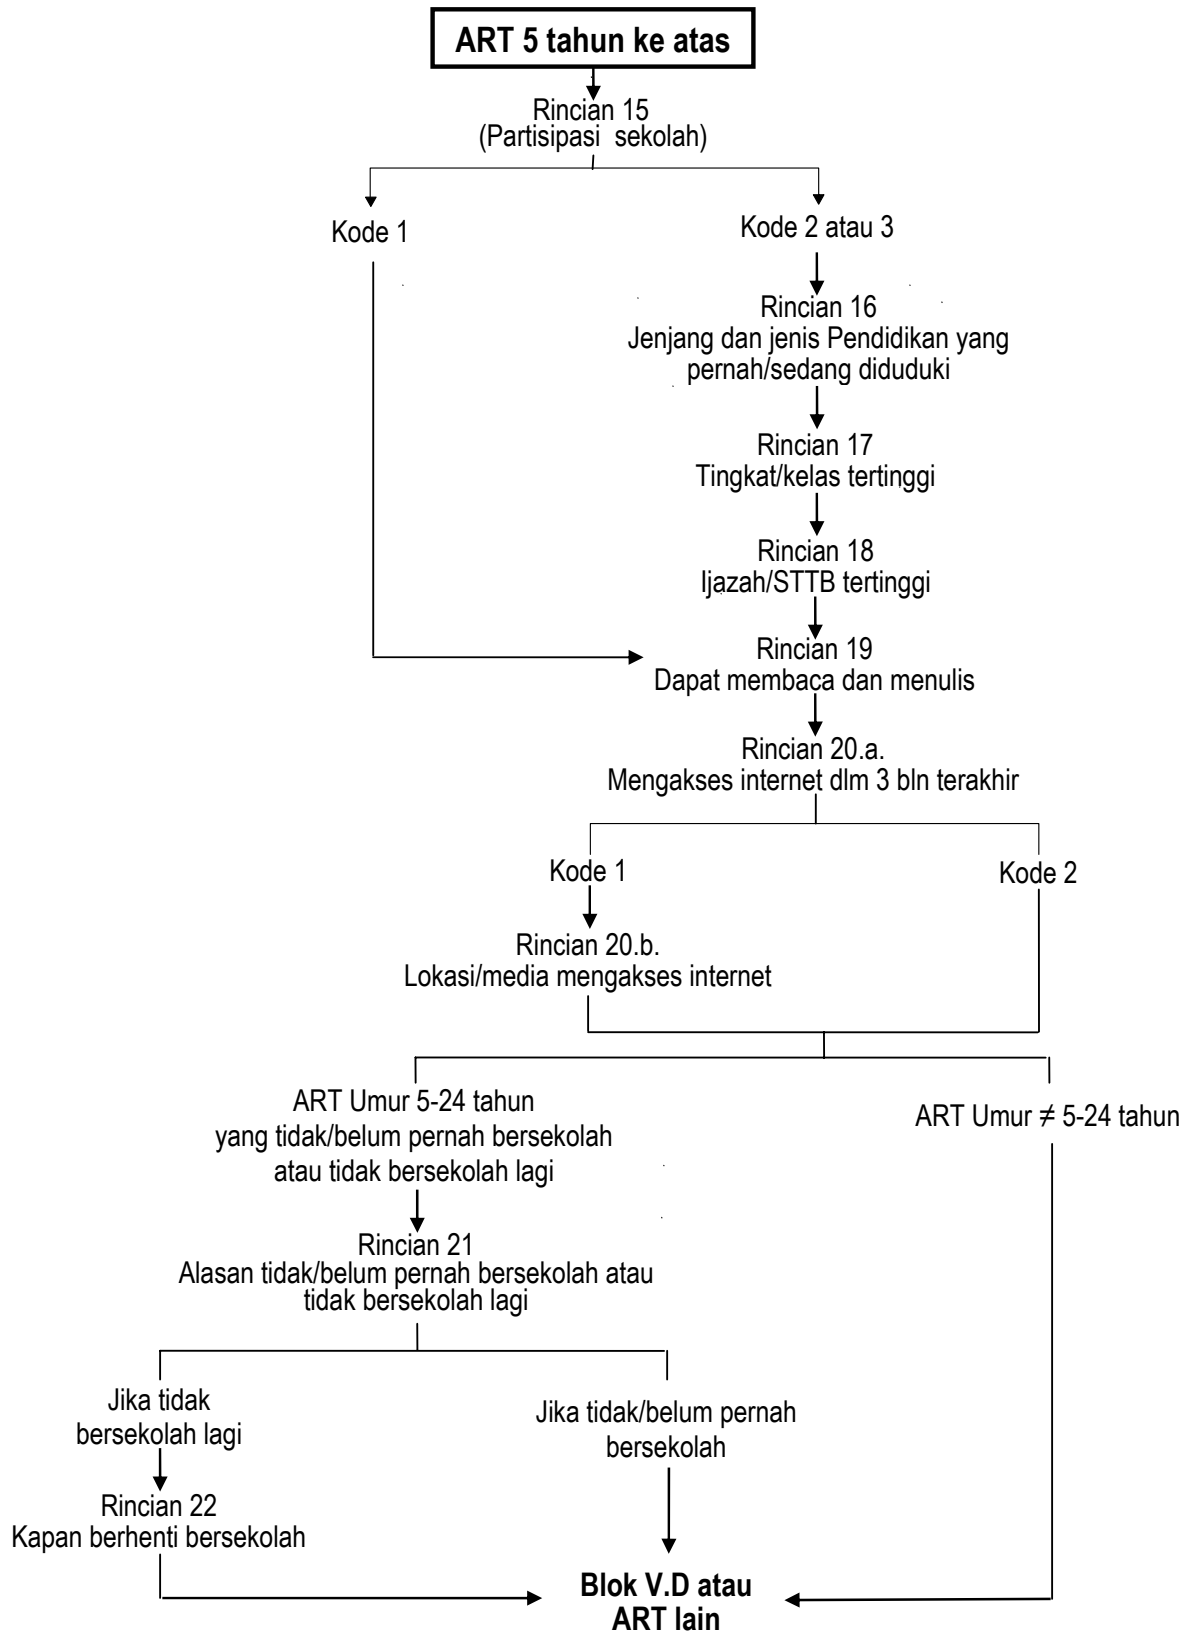 ART 5 tahun ke atas
Rincian 15
(Partisipasi sekolah)
Kode 1
Kode 2 atau 3
Rincian 16
Jenjang dan jenis Pendidikan yang
pernah/sedang diduduki
Rincian 17
Tingkat/kelas tertinggi
Rincian 18
Ijazah/STTB tertinggi
Rincian 19
Dapat membaca dan menulis
Rincian 20.a.
Mengakses internet dlm 3 bln terakhir
Kode 1
Kode 2
Rincian 20.b.
Lokasi/media mengakses internet
ART Umur 5-24 tahun
yang tidak/belum pernah bersekolah
atau tidak bersekolah lagi
ART Umur ≠ 5-24 tahun
Rincian 21
Alasan tidak/belum pernah bersekolah atau
tidak bersekolah lagi
Jika tidak
bersekolah lagi
Jika tidak/belum pernah
bersekolah
Rincian 22
Kapan berhenti bersekolah
Blok V.D atau
ART lain